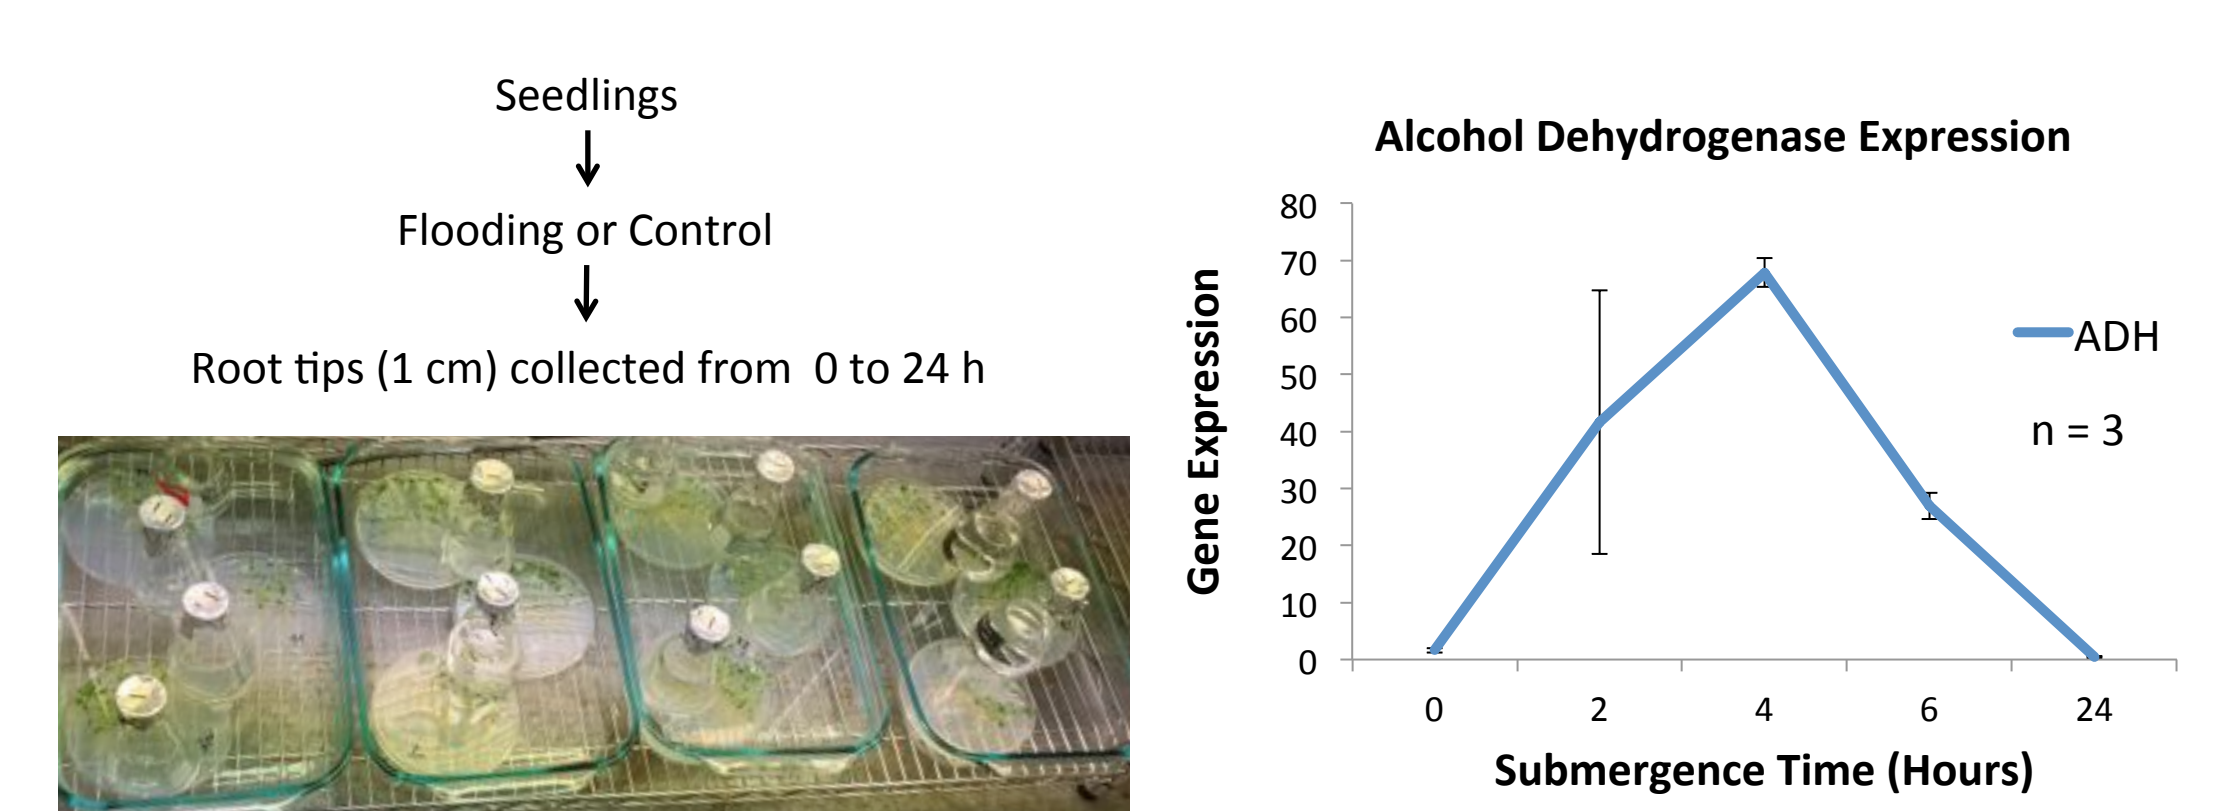 Seedlings
Flooding or Control
Root tips (1 cm) collected from 0 to 24 h
Alcohol Dehydrogenase Expression
Gene Expression
80
70
60
50
40
30
20
10
0
ADH
n = 3
0 2 4 6 24
Submergence Time (Hours)